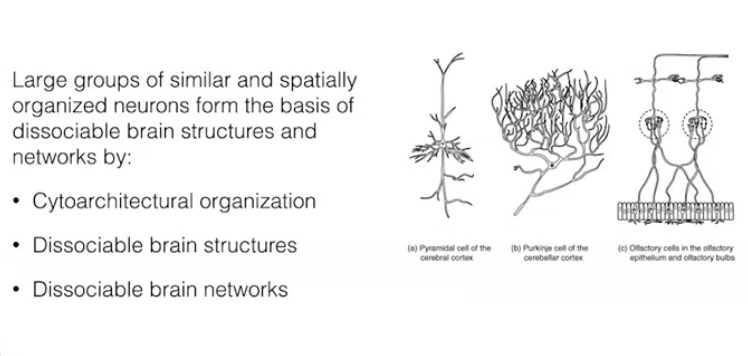 Large groups of similar and spatially
organized neurons form the basis of
dissociable brain structures and
networks by:
• Cytoarchitectural organization
• Dissociable brain structures
• Dissociable brain networks
(a) Pyramidal cell of the
cerebral cortex
(b) Purkinje cell of the
cerebellar cortex
(c) Olfactory cells in the olfactory
epithelium and olfactory bulbs